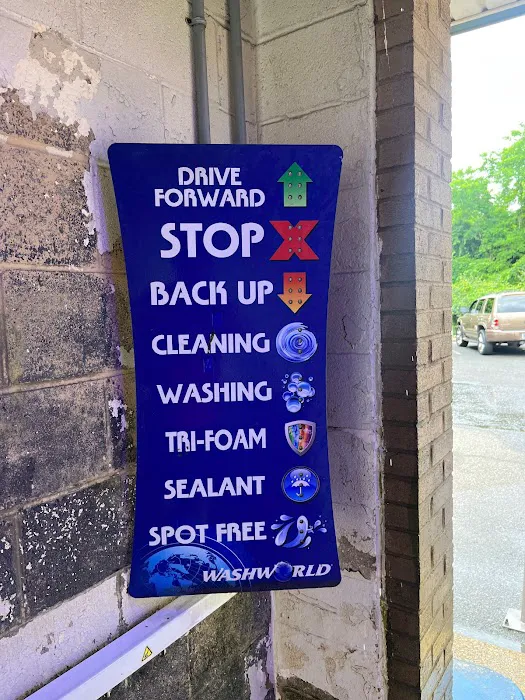 DRIVE
FORWARD
STOP
BACK UP
CLEANING
WASHING
TRI-FOAM
SEALANT
SPOT FREE
WASHWORLD